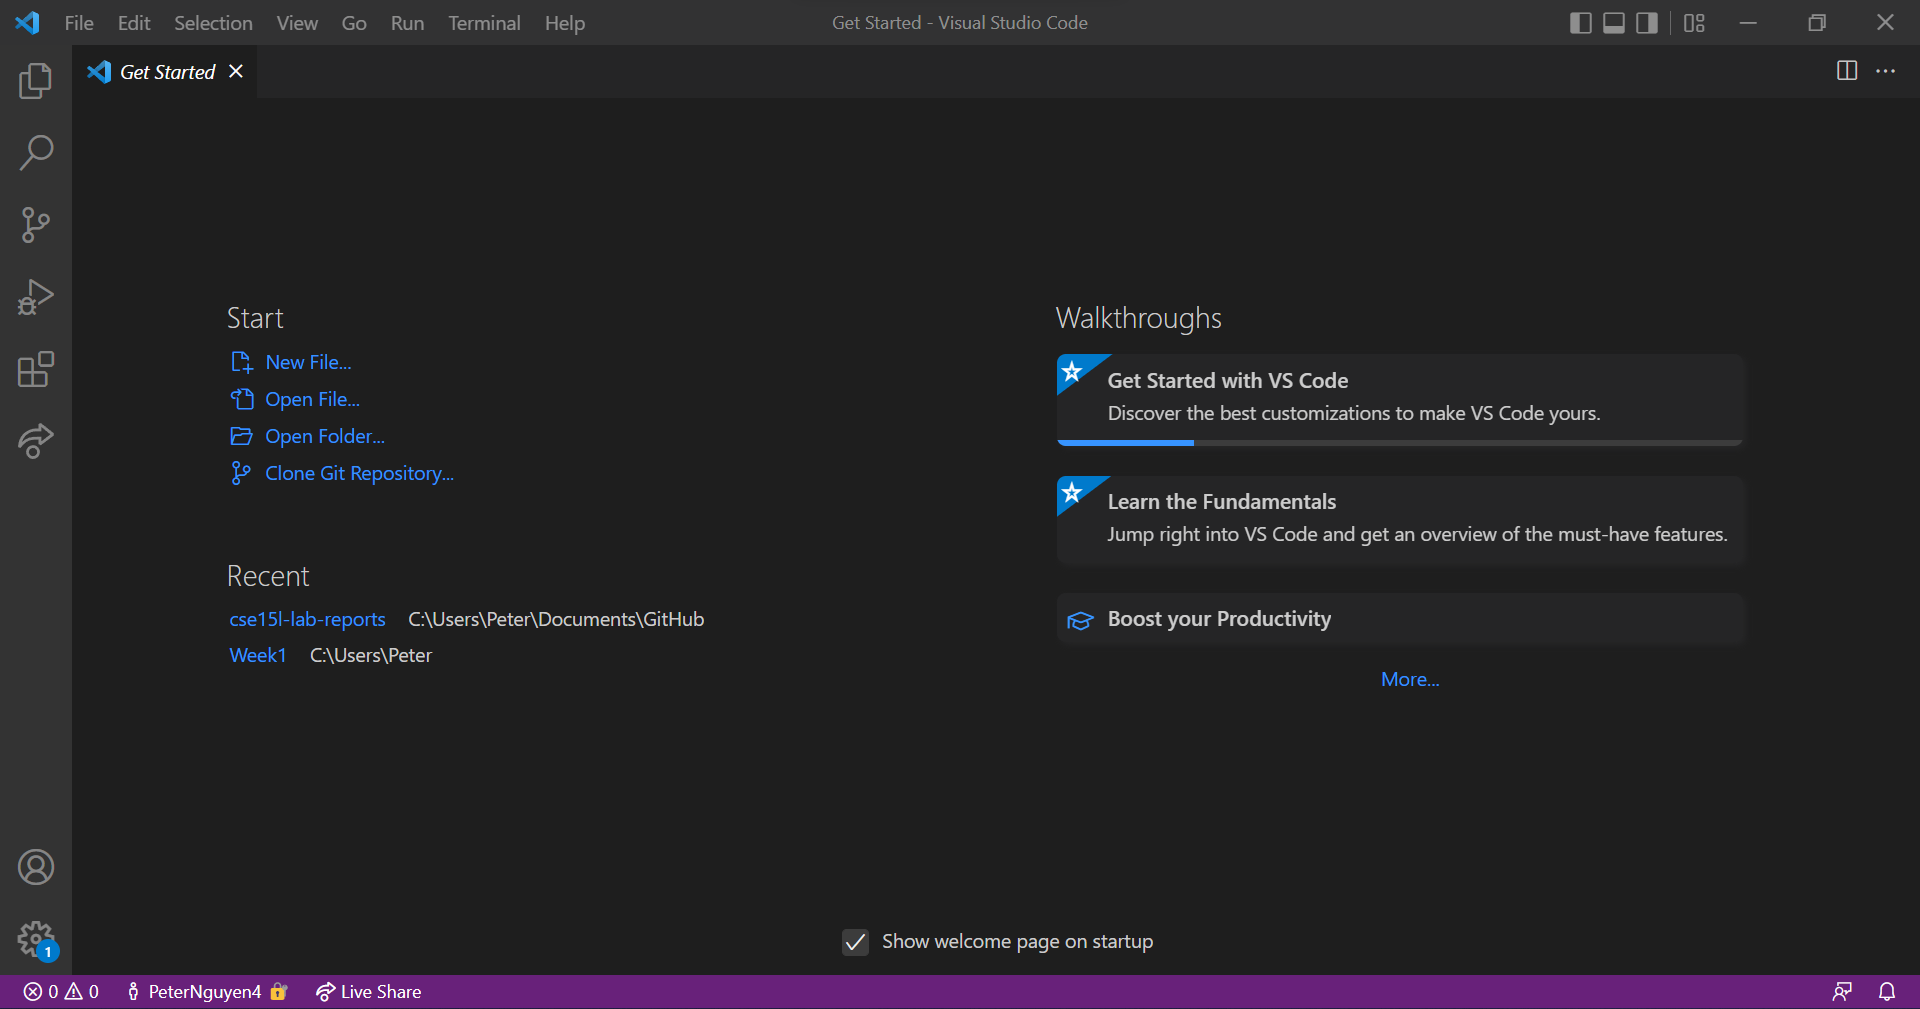 File Edit Selection View Go Run Terminal Help Get Started - Visual Studio Code
Get Started
Start
New File...
Open File...
Open Folder...
Clone Git Repository...
Recent
cse15l-lab-reports C:\Users\Peter\Documents\GitHub
Week1 C:\Users\Peter
Walkthroughs
Get Started with VS Code
Discover the best customizations to make VS Code yours.
Learn the Fundamentals
Jump right into VS Code and get an overview of the must-have features.
Boost your Productivity
More...
Show welcome page on startup
1
0 0 PeterNguyen4 Live Share